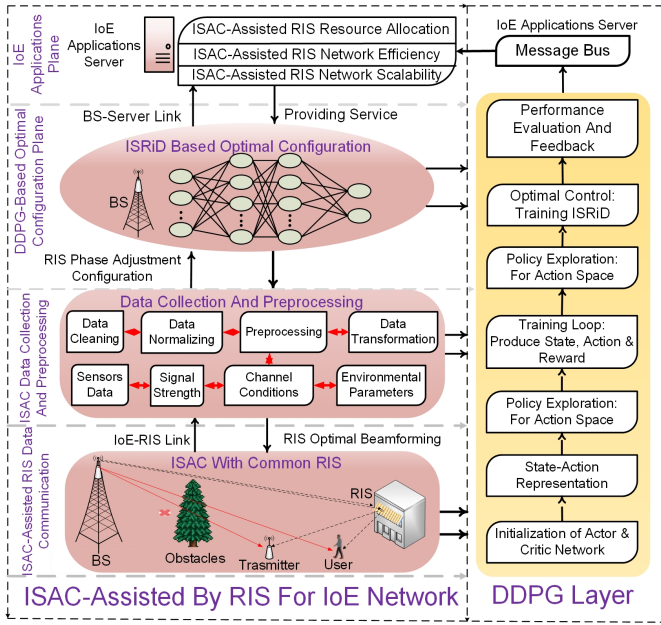 IoE
Applications
Plane
IoE
Applications
Server
ISAC-Assisted RIS Resource Allocation
ISAC-Assisted RIS Network Efficiency
ISAC-Assisted RIS Network Scalability
BS-Server Link
Providing Service
DDPG-Based Optimal
Configuration Plane
ISRiD Based Optimal Configuration
BS
RIS Phase Adjustment
Configuration
ISAC Data Collection
And Preprocessing
Data Collection And Preprocessing
Data
Cleaning
Data
Normalizing
Preprocessing
Data
Transformation
Sensors
Data
Signal
Strength
Channel
Conditions
Environmental
Parameters
IoE-RIS Link
RIS Optimal Beamforming
ISAC-Assisted RIS Data
Communication
ISAC With Common RIS
RIS
BS
Obstacles
Trasmitter
User
ISAC-Assisted By RIS For IoE Network
IoE Applications Server
Message Bus
Performance
Evaluation And
Feedback
Optimal Control:
Training ISRiD
Policy Exploration:
For Action Space
Training Loop:
Produce State, Action &
Reward
Policy Exploration:
For Action Space
State-Action
Representation
Initialization of Actor &
Critic Network
DDPG Layer